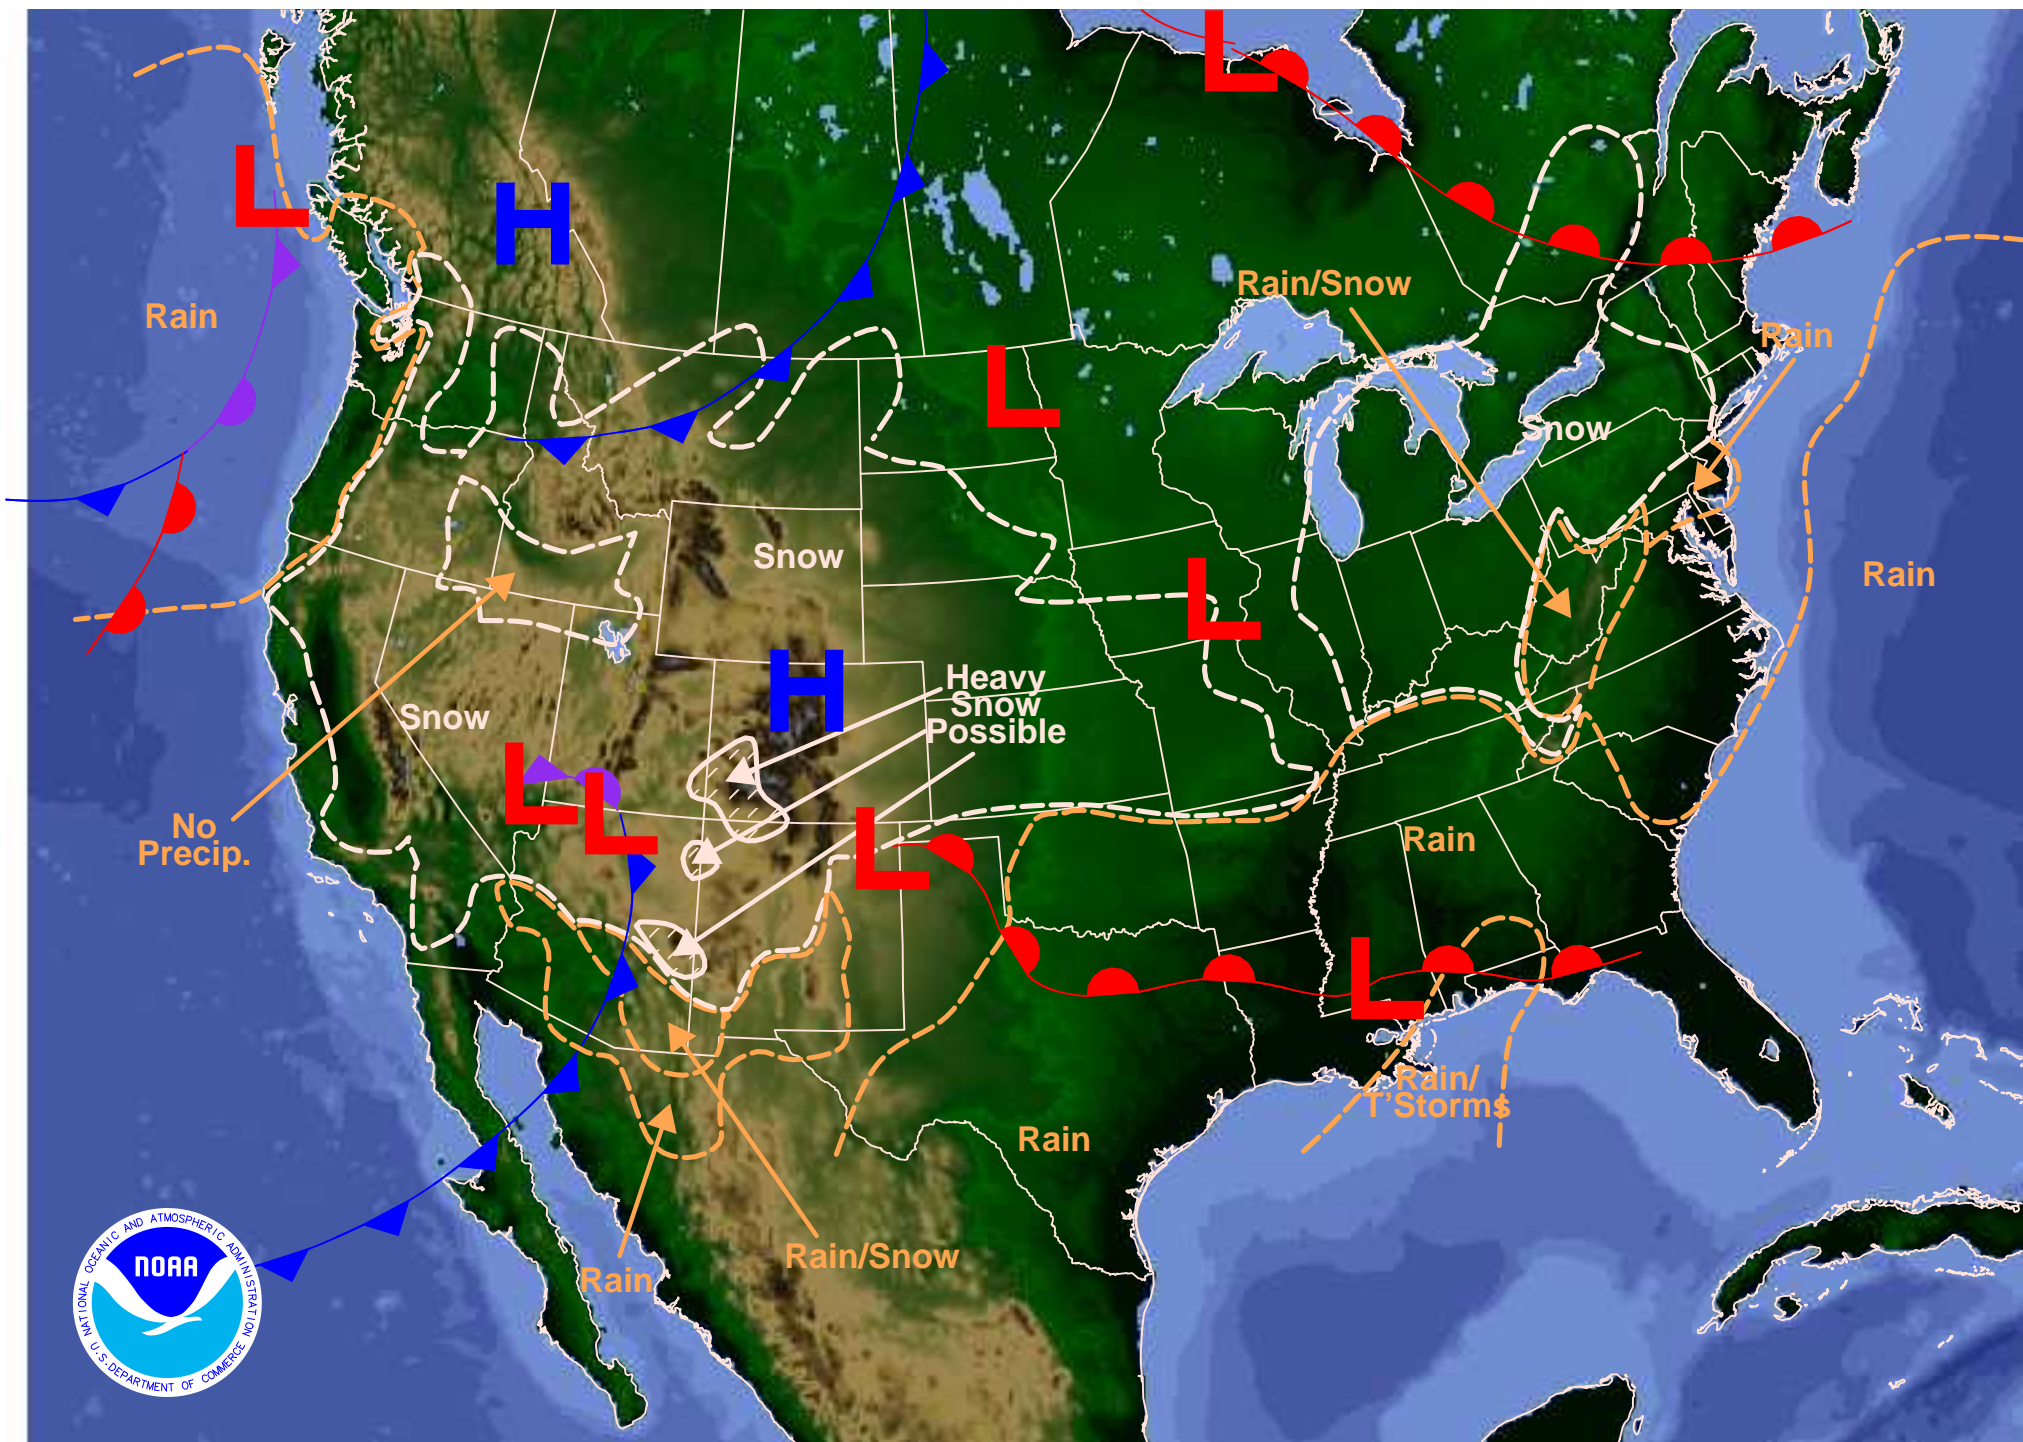 L
H
Rain
Rain/Snow
Rain
L
L
Snow
Snow
L
Rain
Heavy
Snow
Possible
H
Snow
L
L
No
Precip.
L
Rain
L
Rain/
T'Storms
Rain
Rain/Snow
Rain
NATIONAL OCEANIC AND ATMOSPHERIC ADMINISTRATION
NOAA
U.S. DEPARTMENT OF COMMERCE